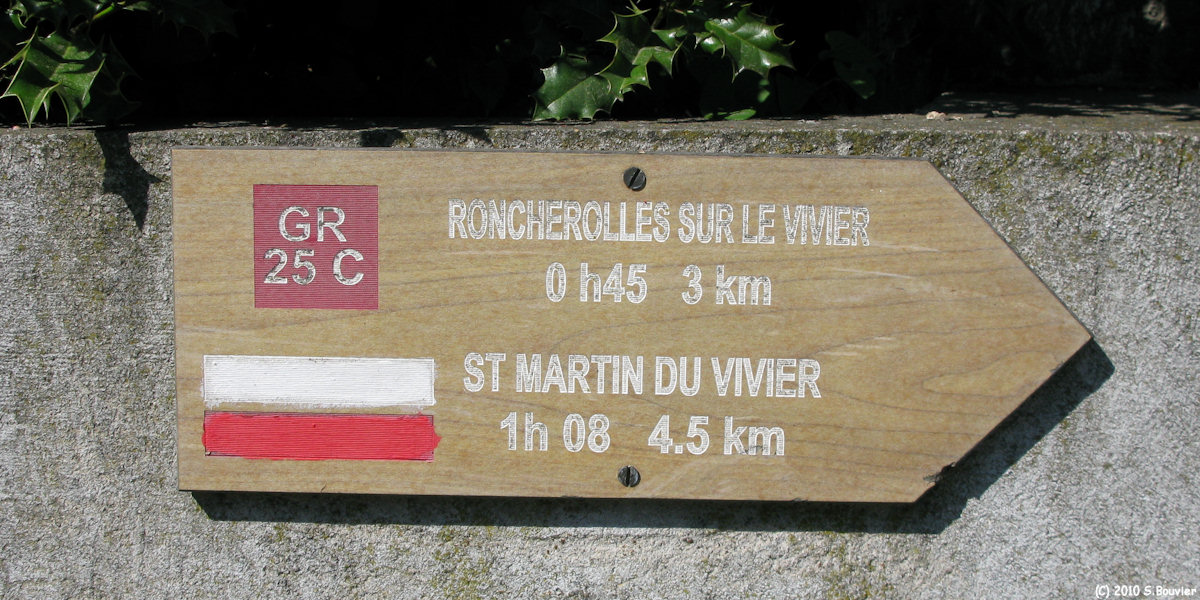 GR
25 C
RONCHEROLLES SUR LE VIVIER
0 h45 3 km
ST MARTIN DU VIVIER
1h 08 4.5 km
(C) 2010 S.Bouvier